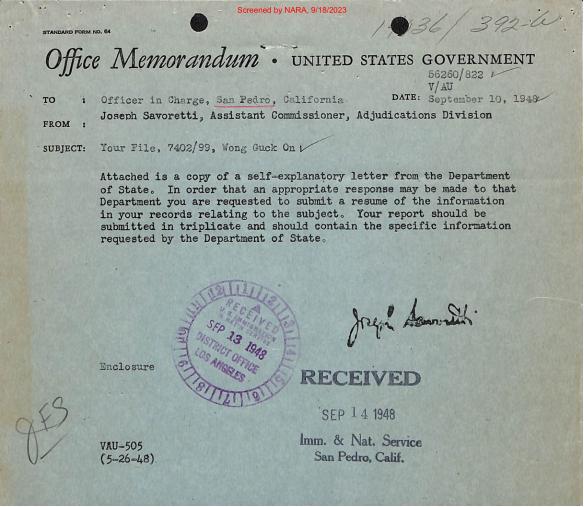 Screened by NARA, 9/18/2023
STANDARD FORM NO. 64
Office Memorandum • UNITED STATES GOVERNMENT
56260/822
V/AU
TO : Officer in Charge, San Pedro, California DATE: September 10, 1948
FROM : Joseph Savoretti, Assistant Commissioner, Adjudications Division
SUBJECT: Your File, 7402/99, Wong Guck On
Attached is a copy of a self-explanatory letter from the Department
of State. In order that an appropriate response may be made to that
Department you are requested to submit a resume of the information
in your records relating to the subject. Your report should be
submitted in triplicate and should contain the specific information
requested by the Department of State.
RECEIVED
SEP 13 1948
DISTRICT OFFICE
LOS ANGELES
Joseph Savoretti
Enclosure
RECEIVED
SEP 14 1948
Imm. & Nat. Service
San Pedro, Calif.
VAU-505
(5-26-48)